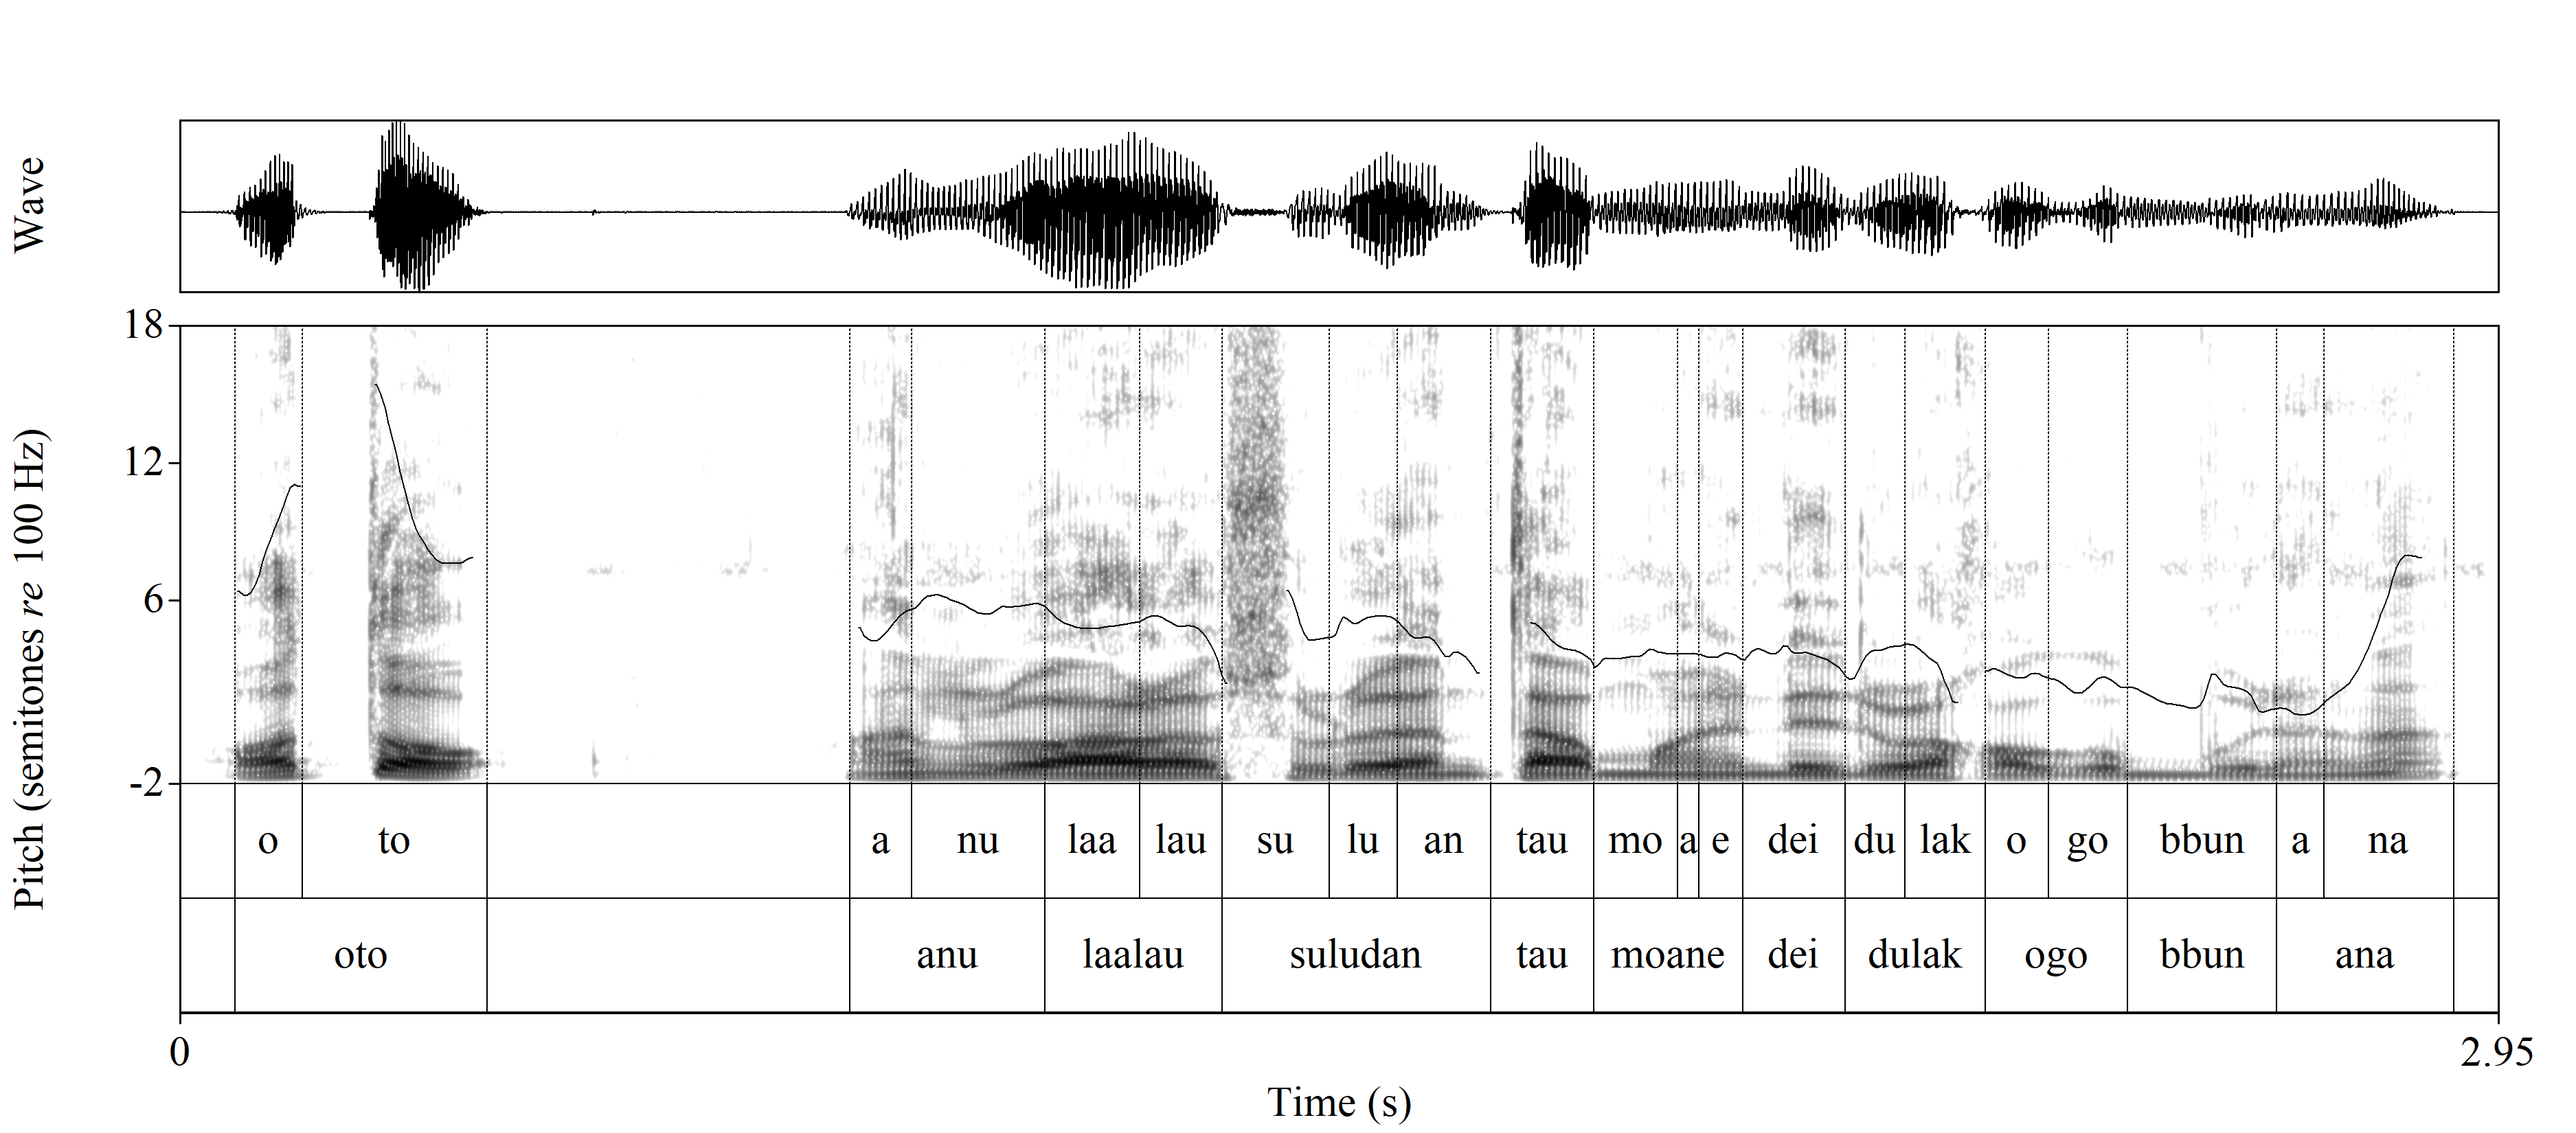 Wave
18
12
6
-2
Pitch (semitones re 100 Hz)
o to a nu laa lau su lu an tau mo a e dei du lak o go bbun a na
oto anu laalau suludan tau moane dei dulak ogo bbun ana
0 2.95
Time (s)